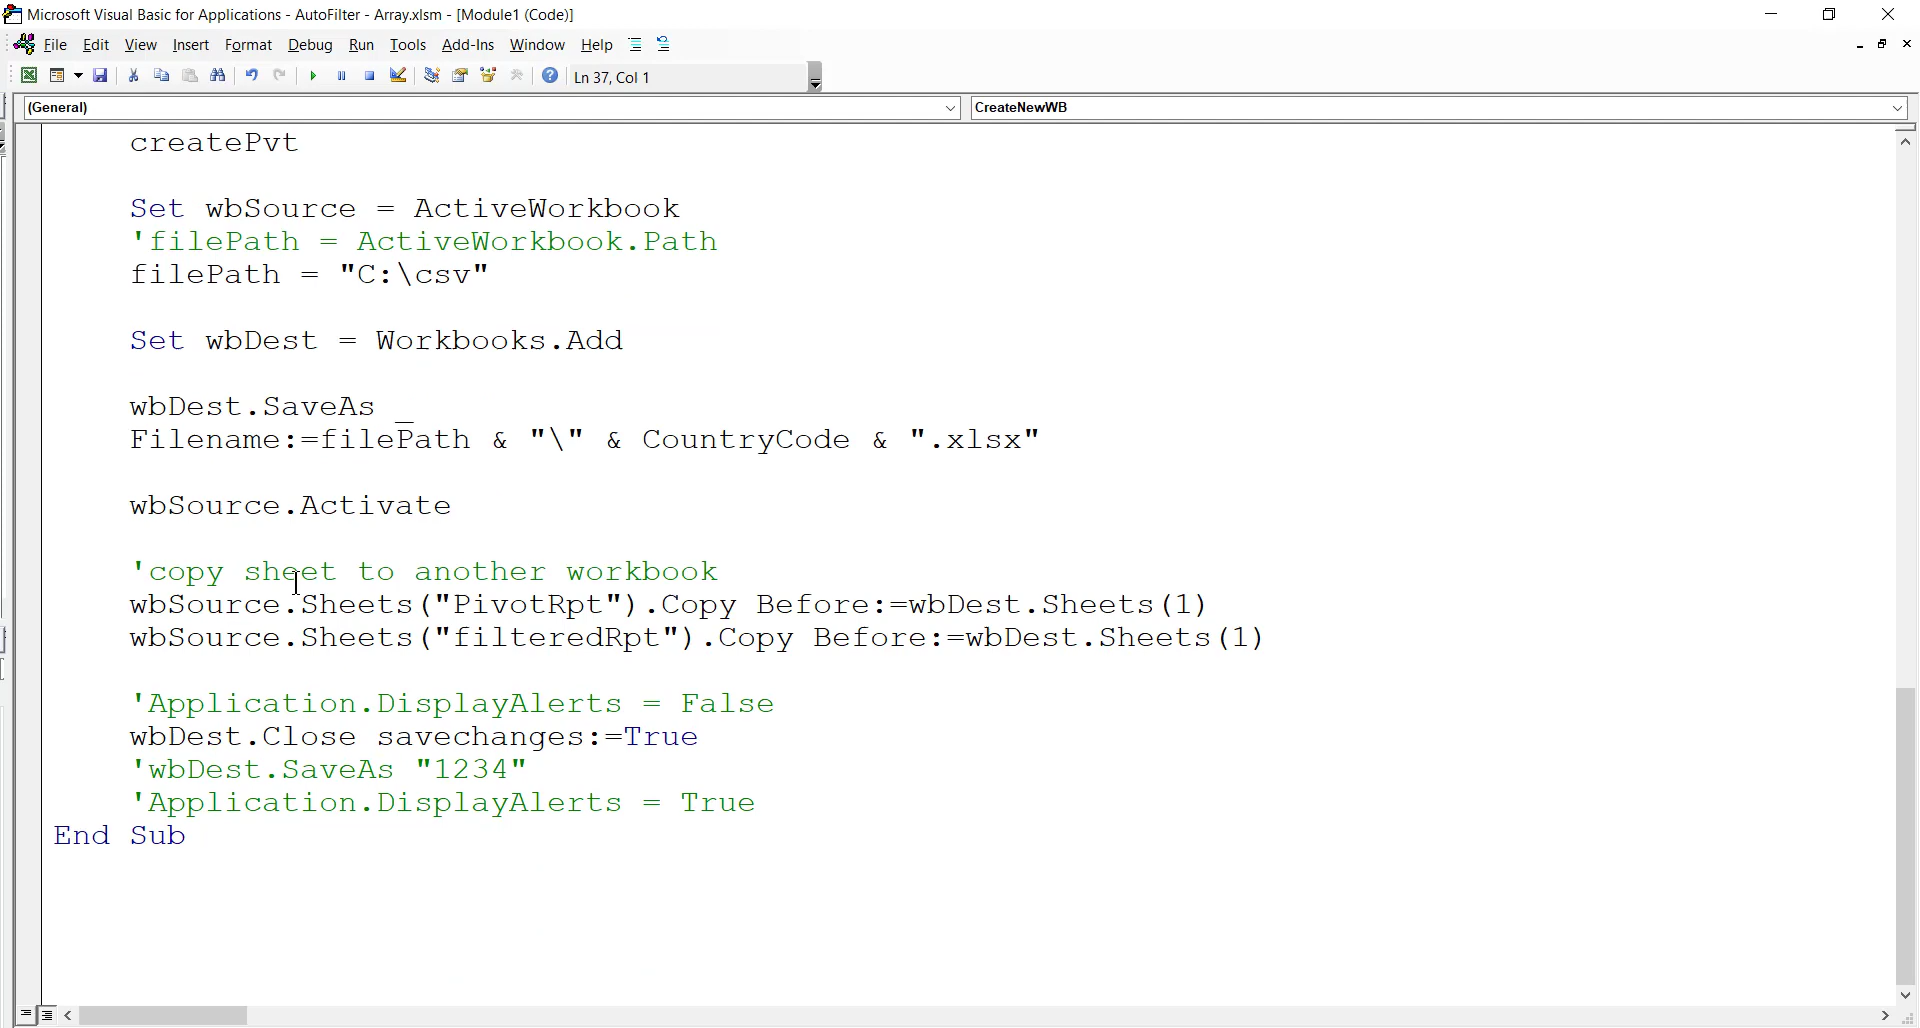 Microsoft Visual Basic for Applications - AutoFilter - Array.xlsm - [Module1 (Code)]
File Edit View Insert Format Debug Run Tools Add-Ins Window Help
Ln 37, Col 1
(General) CreateNewWB
createPvt
Set wbSource = ActiveWorkbook
'filePath = ActiveWorkbook.Path
filePath = "C:\csv"
Set wbDest = Workbooks.Add
wbDest.SaveAs _
Filename:=filePath & "\" & CountryCode & ".xlsx"
wbSource.Activate
'copy sheet to another workbook
wbSource.Sheets("PivotRpt").Copy Before:=wbDest.Sheets(1)
wbSource.Sheets("filteredRpt").Copy Before:=wbDest.Sheets(1)
'Application.DisplayAlerts = False
wbDest.Close savechanges:=True
'wbDest.SaveAs "1234"
'Application.DisplayAlerts = True
End Sub